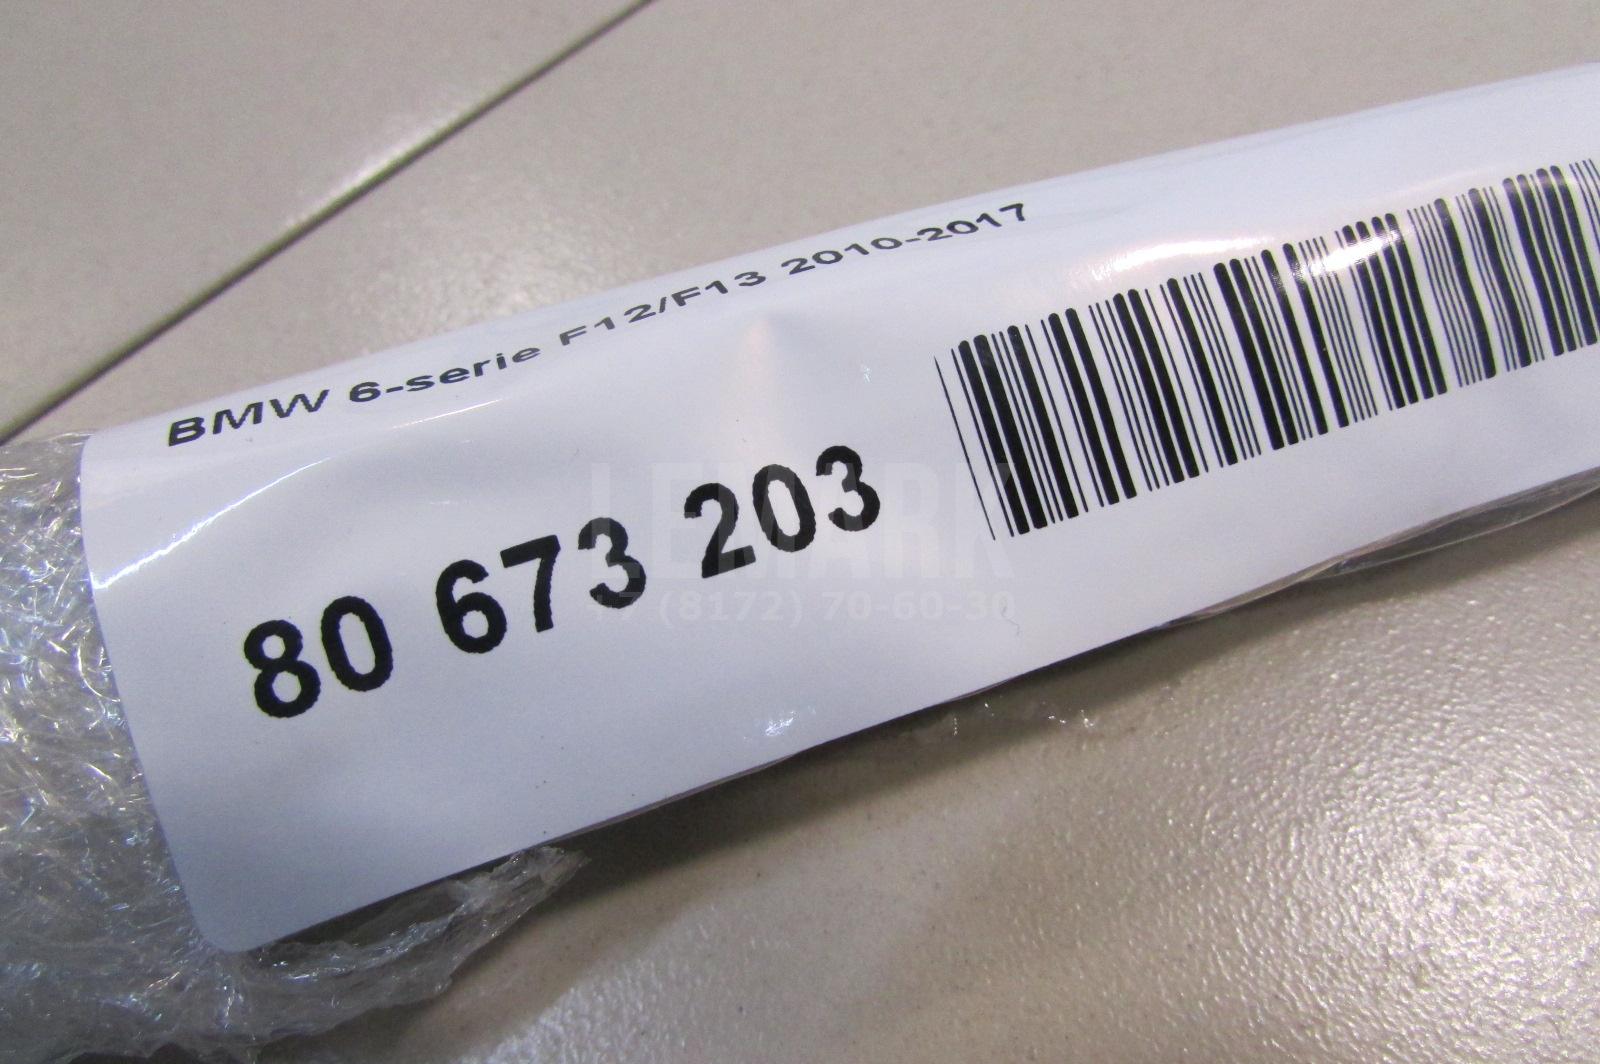 BMW 6-serie F12/F13 2010-2017
80 673 203
LEMARK
+7 (8172) 70-60-30